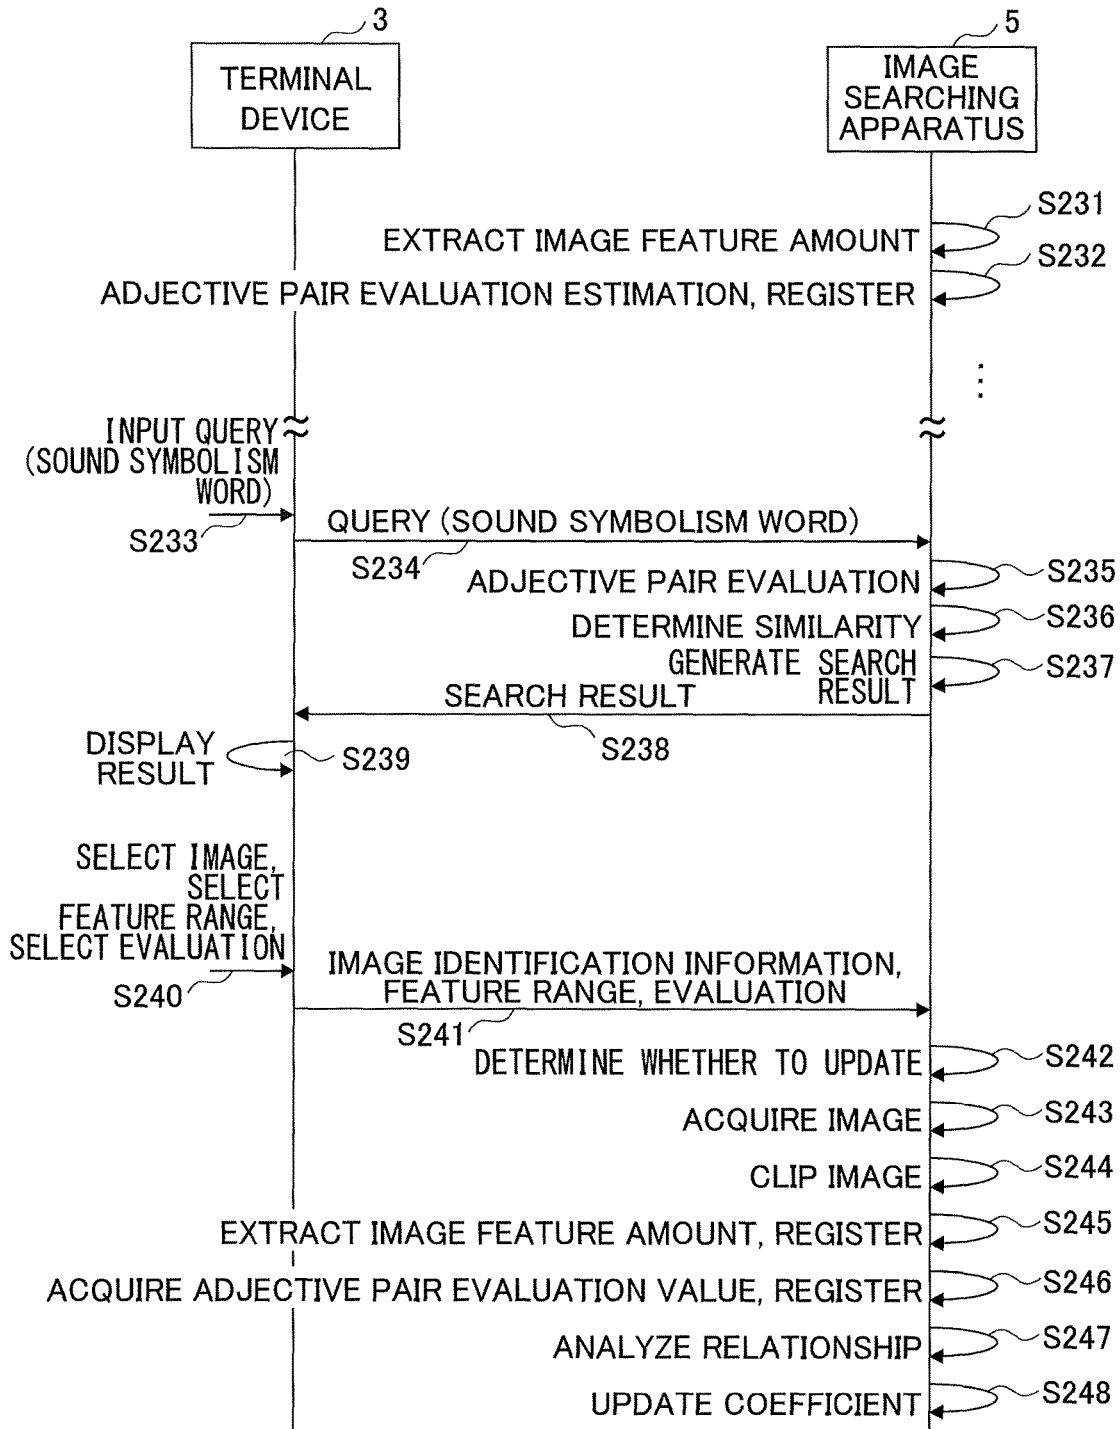 3
5
TERMINAL
DEVICE
IMAGE
SEARCHING
APPARATUS
S231
EXTRACT IMAGE FEATURE AMOUNT
S232
ADJECTIVE PAIR EVALUATION ESTIMATION, REGISTER
INPUT QUERY
(SOUND SYMBOLISM
WORD)
S233
QUERY (SOUND SYMBOLISM WORD)
S234
ADJECTIVE PAIR EVALUATION
S235
DETERMINE SIMILARITY
S236
GENERATE SEARCH
RESULT
S237
SEARCH RESULT
S238
DISPLAY
RESULT
S239
SELECT IMAGE,
SELECT
FEATURE RANGE,
SELECT EVALUATION
S240
IMAGE IDENTIFICATION INFORMATION,
FEATURE RANGE, EVALUATION
S241
DETERMINE WHETHER TO UPDATE
S242
ACQUIRE IMAGE
S243
CLIP IMAGE
S244
EXTRACT IMAGE FEATURE AMOUNT, REGISTER
S245
ACQUIRE ADJECTIVE PAIR EVALUATION VALUE, REGISTER
S246
ANALYZE RELATIONSHIP
S247
UPDATE COEFFICIENT
S248